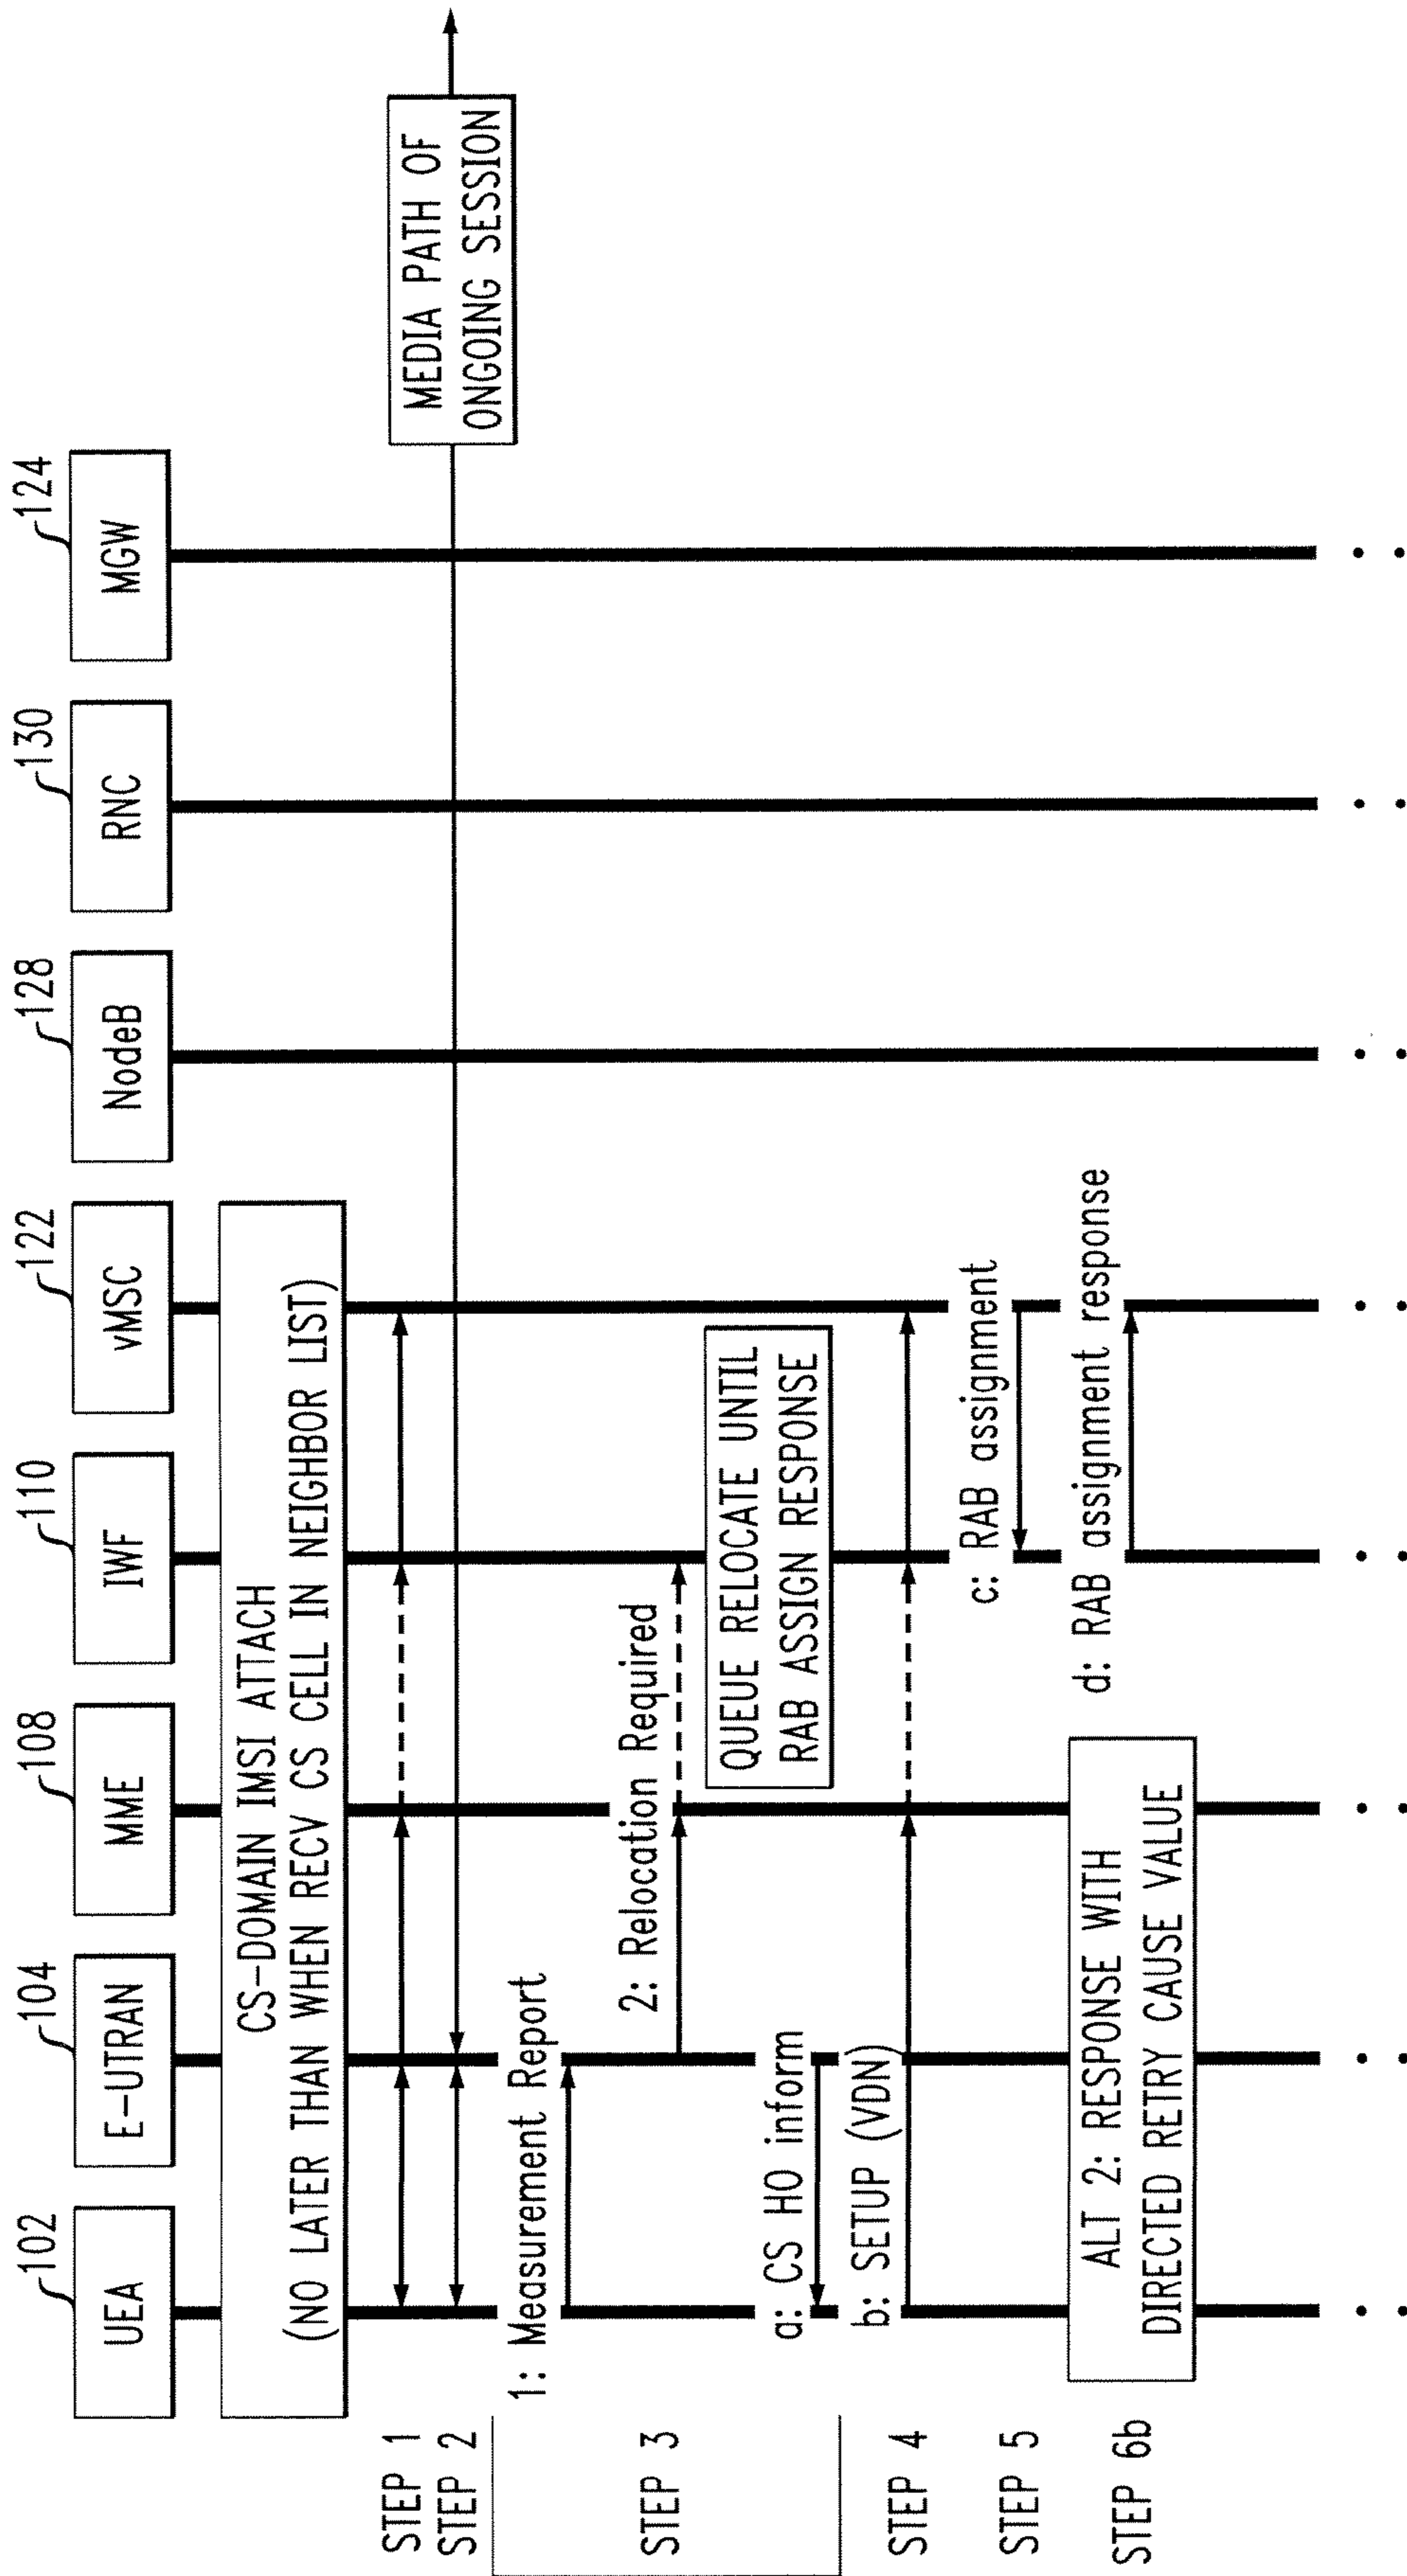 102
UEA
104
E-UTRAN
108
MME
110
IWF
122
vMSC
128
NodeB
130
RNC
124
MGW
CS-DOMAIN IMSI ATTACH
(NO LATER THAN WHEN RECV CS CELL IN NEIGHBOR LIST)
STEP 1
STEP 2
MEDIA PATH OF
ONGOING SESSION
STEP 3
1: Measurement Report
2: Relocation Required
QUEUE RELOCATE UNTIL
RAB ASSIGN RESPONSE
a: CS HO inform
STEP 4
b: SETUP (VDN)
STEP 5
c: RAB assignment
STEP 6b
d: RAB assignment response
ALT 2: RESPONSE WITH
DIRECTED RETRY CAUSE VALUE